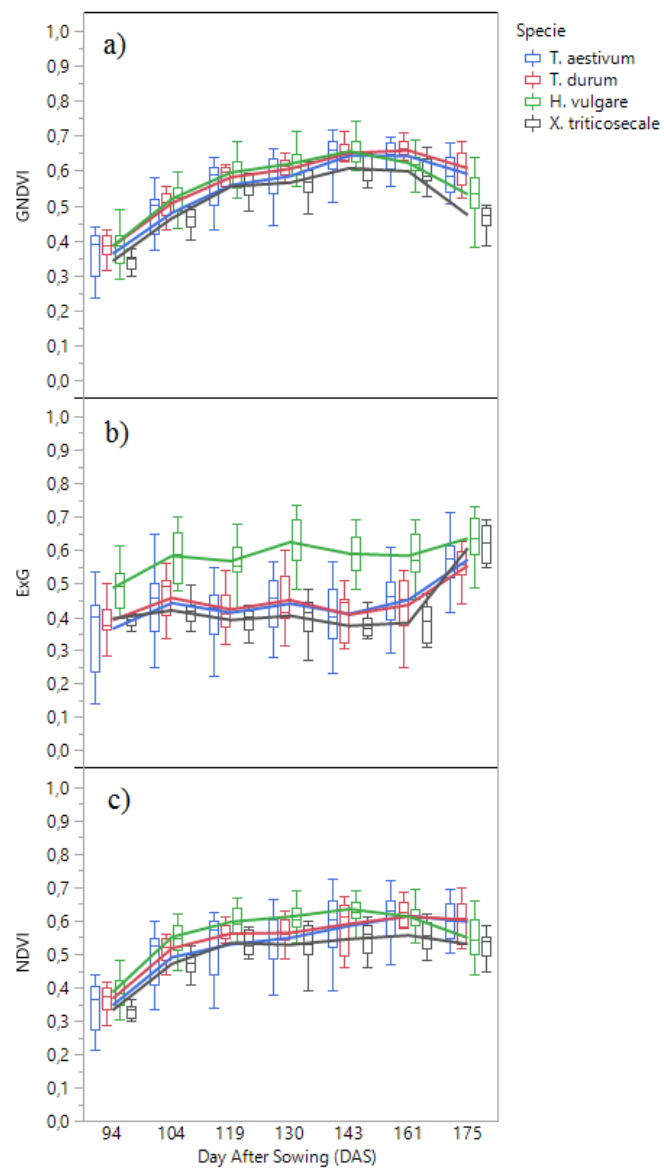 Specie
T. aestivum
T. durum
H. vulgare
X. triticosecale
a)
1,0
0,9
0,8
0,7
0,6
0,5
0,4
0,3
0,2
0,1
0,0
GNDVI
b)
1,0
0,9
0,8
0,7
0,6
0,5
0,4
0,3
0,2
0,1
0,0
ExG
c)
1,0
0,9
0,8
0,7
0,6
0,5
0,4
0,3
0,2
0,1
0,0
NDVI
94 104 119 130 143 161 175
Day After Sowing (DAS)